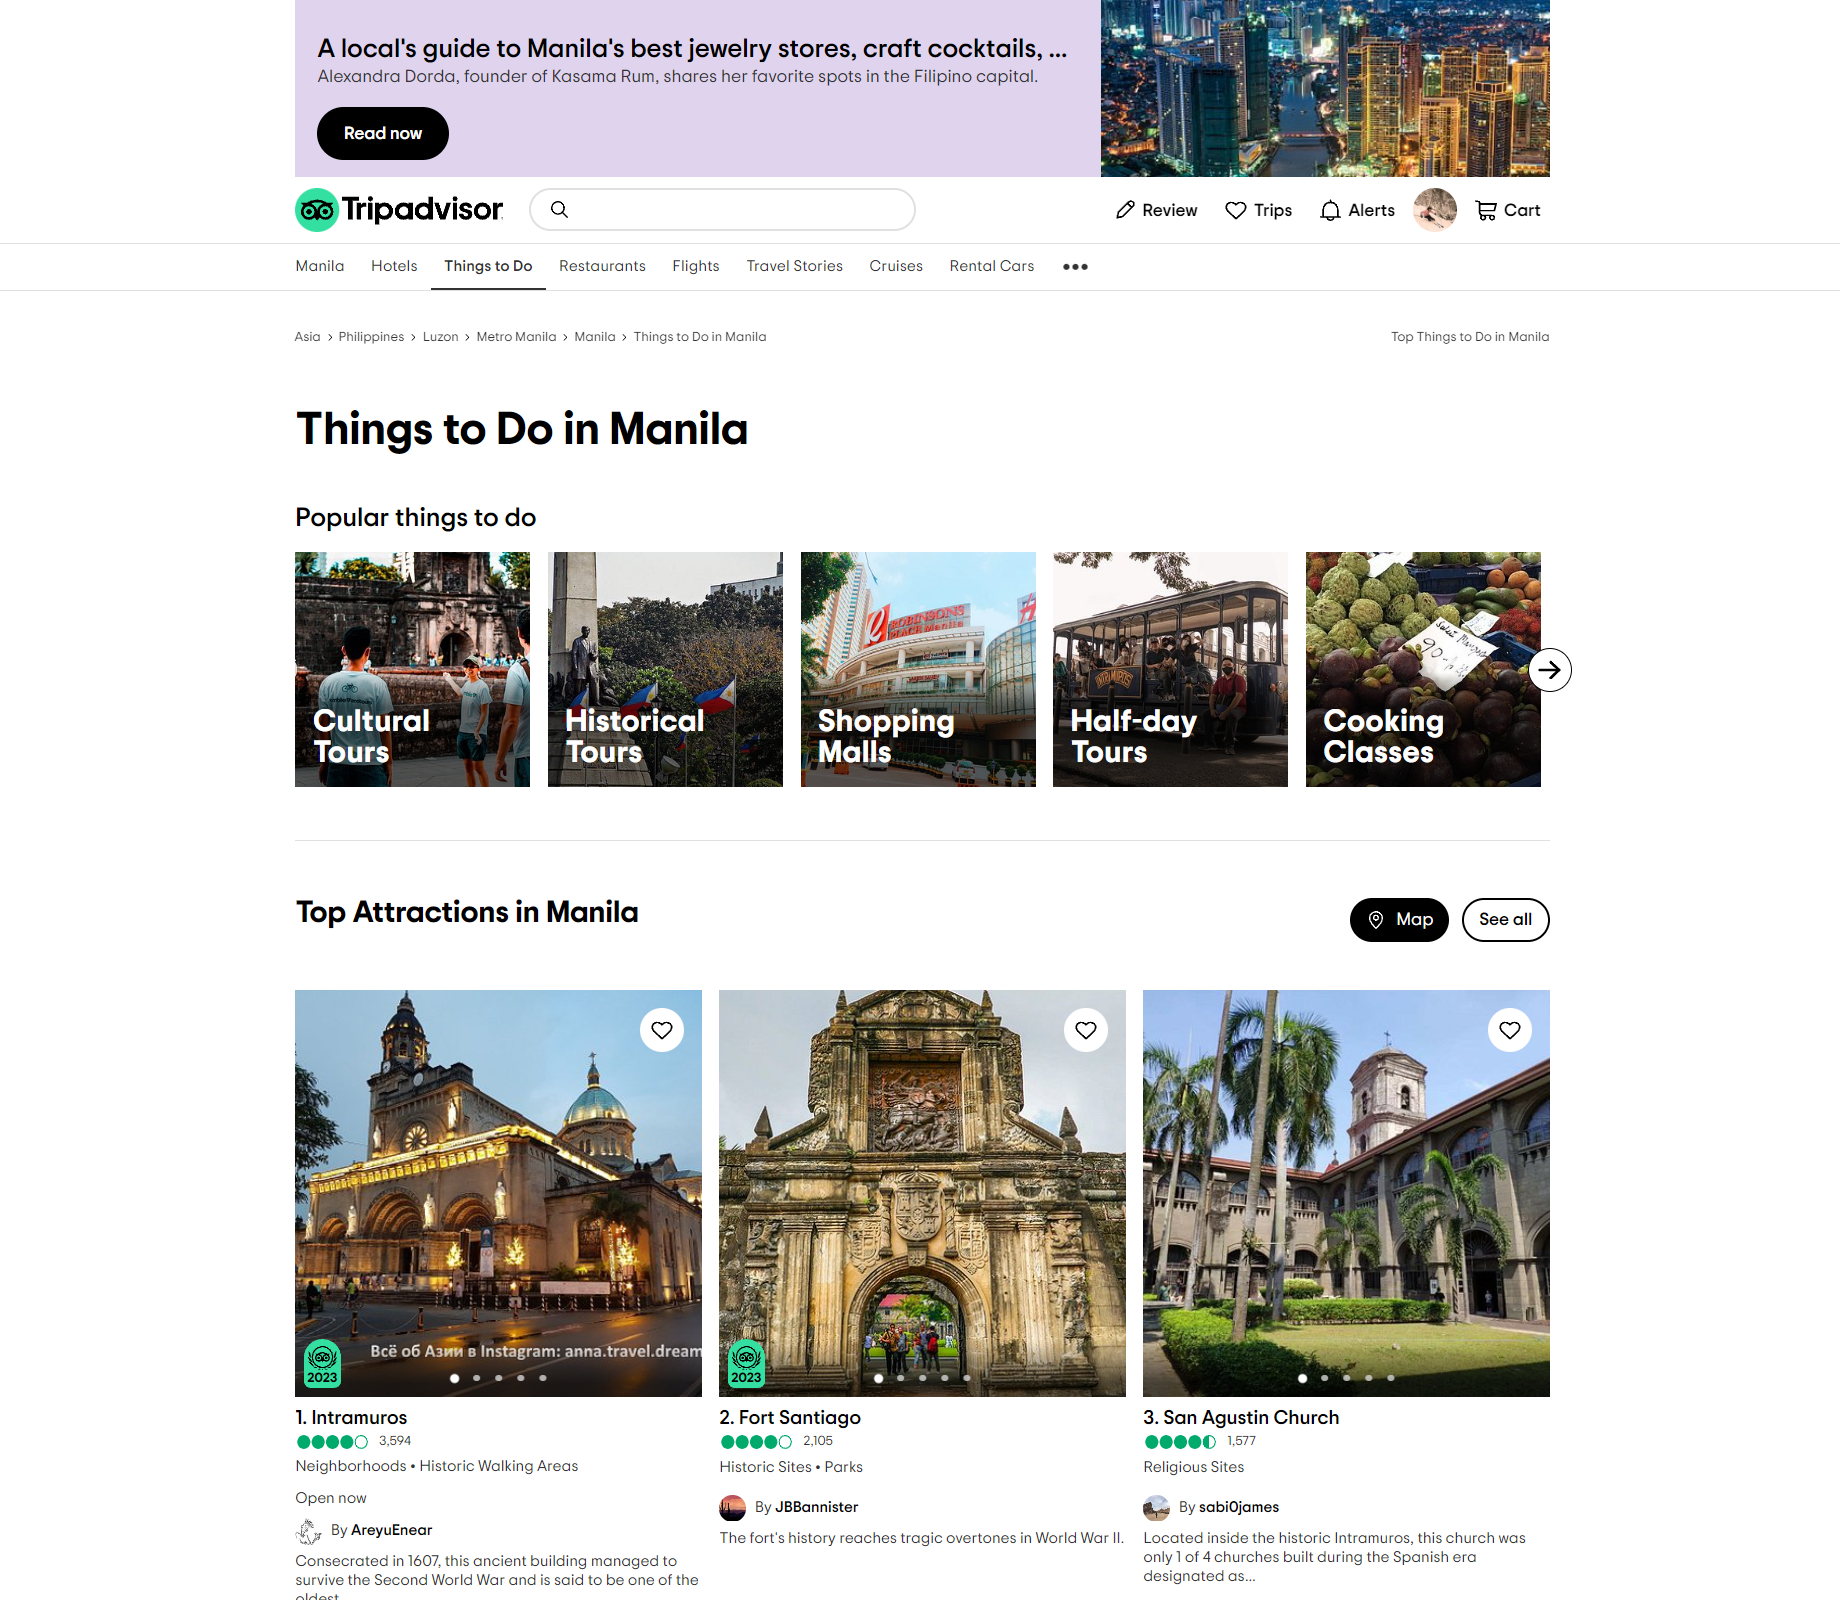 A local's guide to Manila's best jewelry stores, craft cocktails, ...
Alexandra Dorda, founder of Kasama Rum, shares her favorite spots in the Filipino capital.
Read now
Tripadvisor
Review
Trips
Alerts
Cart
Manila
Hotels
Things to Do
Restaurants
Flights
Travel Stories
Cruises
Rental Cars
Asia › Philippines › Luzon › Metro Manila › Manila › Things to Do in Manila
Top Things to Do in Manila
Things to Do in Manila
Popular things to do
Cultural
Tours
Historical
Tours
ROBINSONS
PLACE Manila
Shopping
Malls
INTRAMUROS
Half-day
Tours
90
Cooking
Classes
Top Attractions in Manila
Map
See all
Всё об Азии в Instagram: anna.travel.dream
2023
1. Intramuros
3,594
Neighborhoods • Historic Walking Areas
Open now
By AreyuEnear
Consecrated in 1607, this ancient building managed to
survive the Second World War and is said to be one of the
oldest
2023
2. Fort Santiago
2,105
Historic Sites • Parks
By JBBannister
The fort's history reaches tragic overtones in World War II.
3. San Agustin Church
1,577
Religious Sites
By sabi0james
Located inside the historic Intramuros, this church was
only 1 of 4 churches built during the Spanish era
designated as...